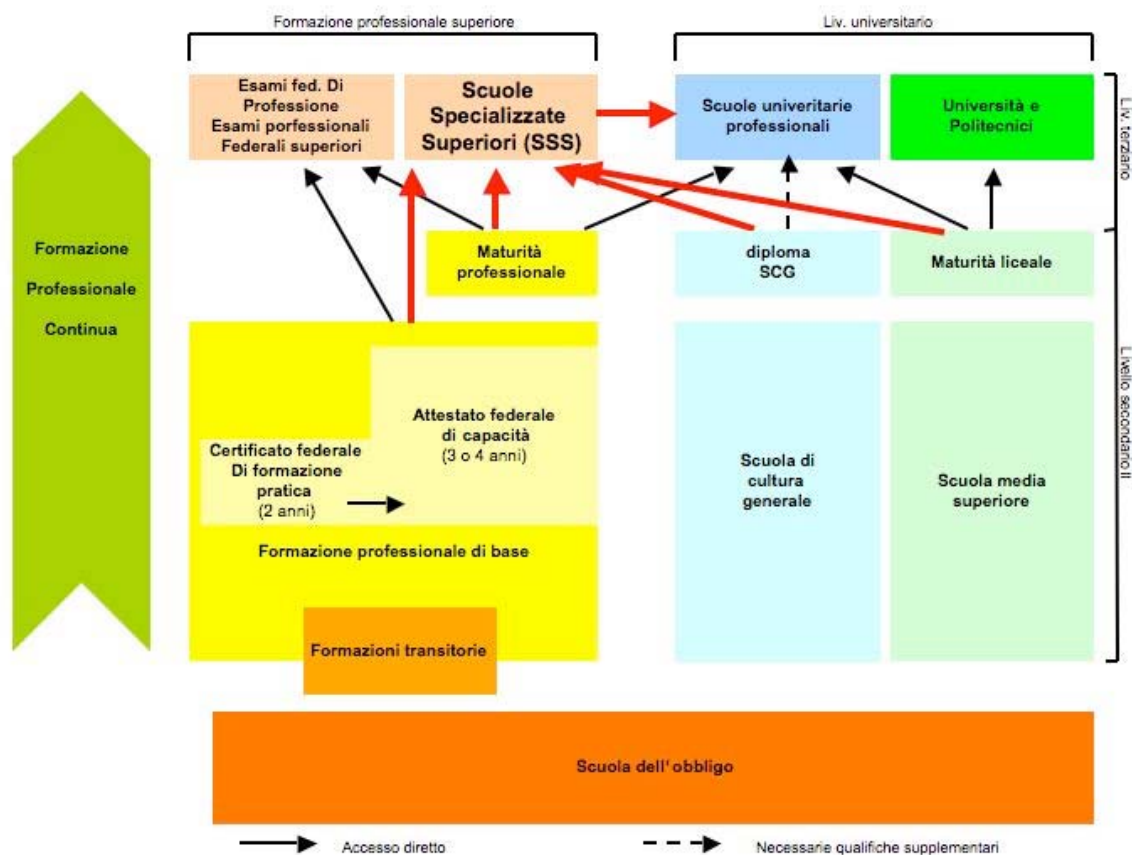 Formazione professionale superiore
Liv. universitario
Esami fed. Di
Professione
Esami porfessionali
Federali superiori)
Scuole
Specializzate
Superiori (SSS)
Scuole univeritarie
professionali
Università e
Politecnici
Liv. terziario
Formazione
Professionale
Continua
Maturità
professionale
diploma
SCG
Maturità liceale
Livello secondario II
Attestato federale
di capacità
(3 o 4 anni)
Certificato federale
Di formazione
pratica
(2 anni)
Formazione professionale di base
Scuola di
cultura
generale
Scuola media
superiore
Formazioni transitorie
Scuola dell'obbligo
Accesso diretto
Necessarie qualifiche supplementari